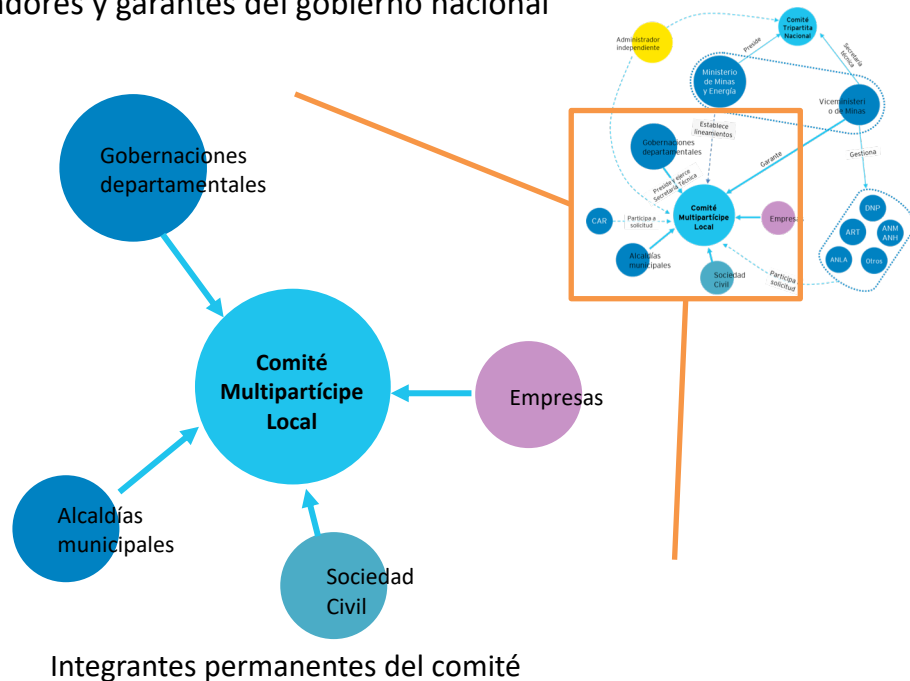 adores y garantes del gobierno nacional
Administrador
independiente
Comité
Tripartita
Nacional
Preside
Secretaría
técnica
Ministerio
de Minas
y Energía
Viceministeri
o de Minas
Establece
lineamientos
Garante
Gestiona
Gobernaciones
departamentales
Preside y ejerce
Secretaría Técnica
Comité
Multipartícipe
Local
CAR
Participa a
solicitud
Empresas
Alcaldías
municipales
Sociedad
Civil
Participa
solicitud
DNP
ART
ANM
ANH
ANLA
Otros
Gobernaciones
departamentales
Comité
Multipartícipe
Local
Empresas
Alcaldías
municipales
Sociedad
Civil
Integrantes permanentes del comité